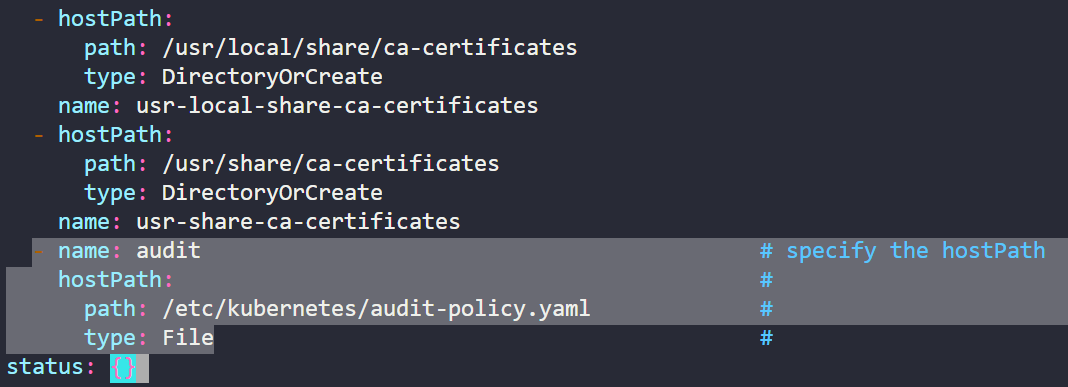 - hostPath:
      path: /usr/local/share/ca-certificates
      type: DirectoryOrCreate
    name: usr-local-share-ca-certificates
  - hostPath:
      path: /usr/share/ca-certificates
      type: DirectoryOrCreate
    name: usr-share-ca-certificates
  - name: audit                                           # specify the hostPath
    hostPath:                                             #
      path: /etc/kubernetes/audit-policy.yaml             #
      type: File                                          #
status: {}